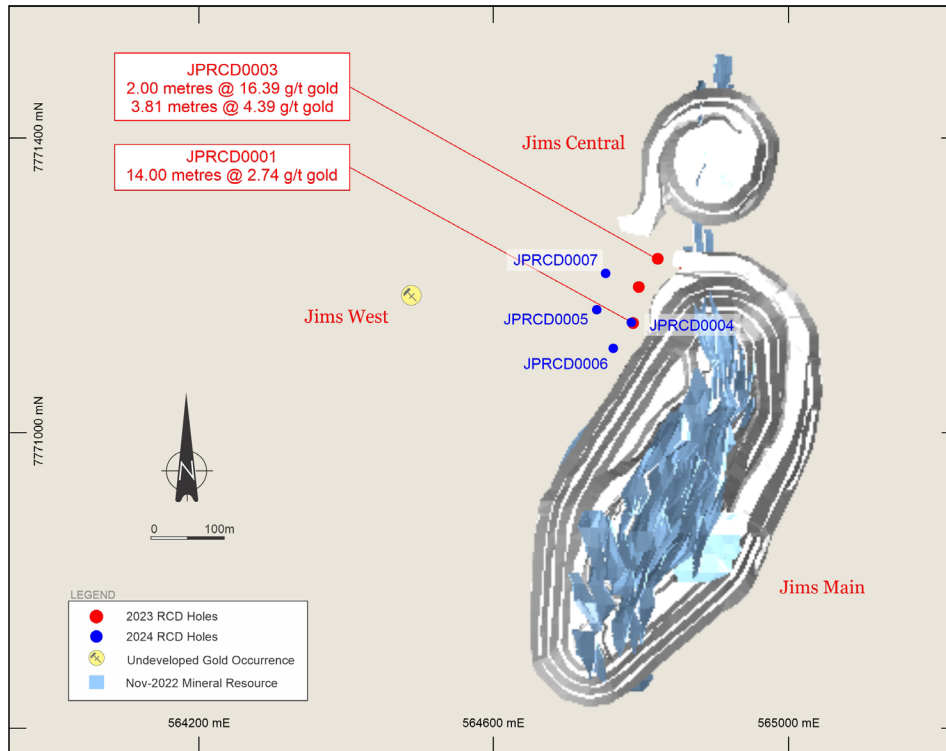 JPRCD0003
2.00 metres @ 16.39 g/t gold
3.81 metres @ 4.39 g/t gold
JPRCD0001
14.00 metres @ 2.74 g/t gold
Jims Central
7771400 mN
JPRCD0007
Jims West
JPRCD0005
JPRCD0004
JPRCD0006
7771000 mN
N
0 100m
Jims Main
LEGEND
2023 RCD Holes
2024 RCD Holes
Undeveloped Gold Occurrence
Nov-2022 Mineral Resource
564200 mE
564600 mE
565000 mE